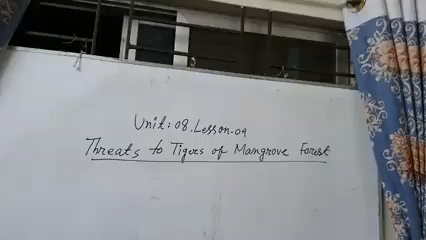 Unit: 08. Lesson-04
Threats to Tigers of Mangrove Forest